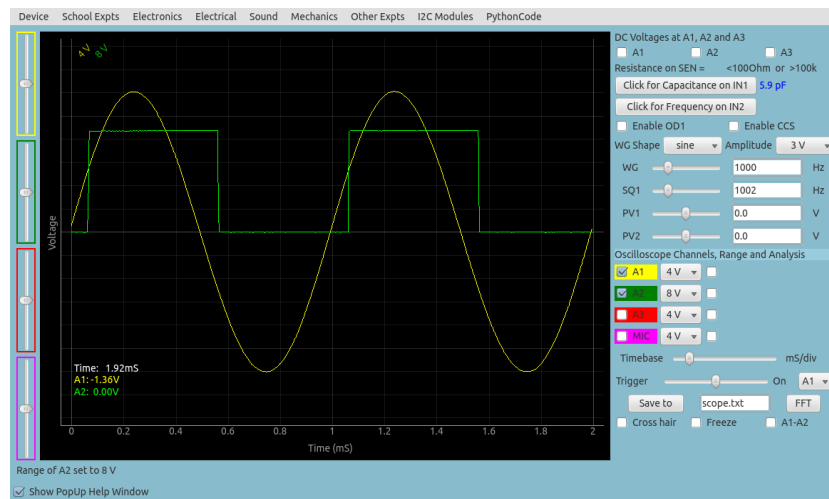 Device School Expts Electronics Electrical Sound Mechanics Other Expts I2C Modules PythonCode
4 V
8 V
Voltage
Time: 1.92mS
A1:-1.36V
A2: 0.00V
0 0.2 0.4 0.6 0.8 1 1.2 1.4 1.6 1.8 2
Time (mS)
DC Voltages at A1, A2 and A3
A1 A2 A3
Resistance on SEN = <100Ohm or >100k
Click for Capacitance on IN1 5.9 pF
Click for Frequency on IN2
Enable OD1 Enable CCS
WG Shape sine Amplitude 3 V
WG 1000 Hz
SQ1 1002 Hz
PV1 0.0 V
PV2 0.0 V
Oscilloscope Channels, Range and Analysis
A1 4 V
A2 8 V
A3 4 V
MIC 4 V
Timebase mS/div
Trigger On A1
Save to scope.txt FFT
Cross hair Freeze A1-A2
Range of A2 set to 8 V
Show PopUp Help Window